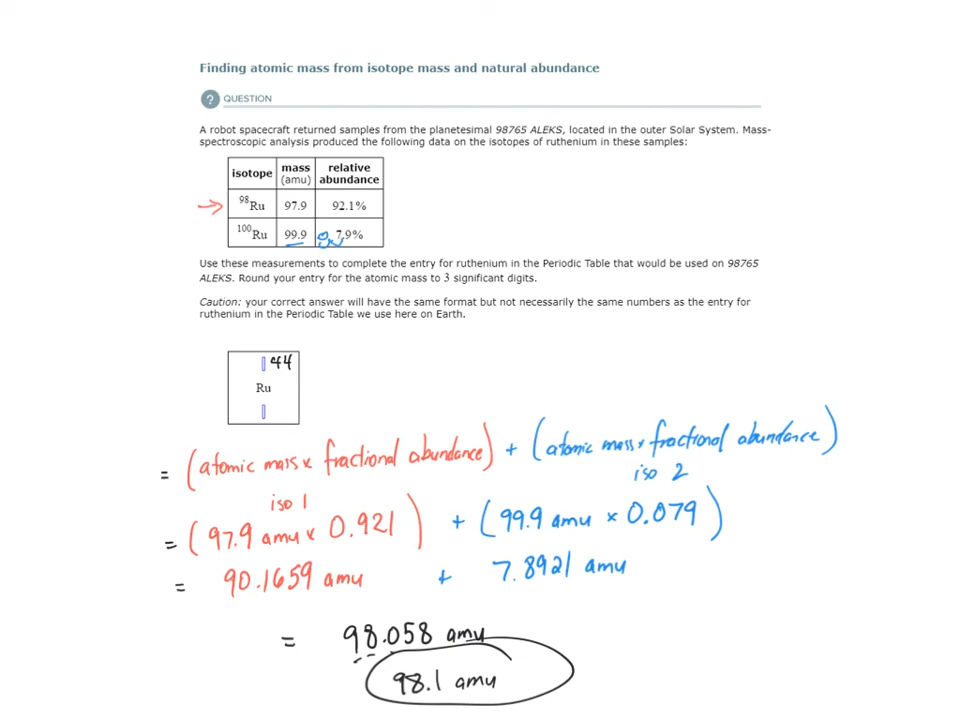 Finding atomic mass from isotope mass and natural abundance
? QUESTION
A robot spacecraft returned samples from the planetesimal 98765 ALEKS, located in the outer Solar System. Mass-
spectroscopic analysis produced the following data on the isotopes of ruthenium in these samples:
isotope mass (amu) relative abundance
98Ru 97.9 92.1%
100Ru 99.9 7.9%
Use these measurements to complete the entry for ruthenium in the Periodic Table that would be used on 98765
ALEKS. Round your entry for the atomic mass to 3 significant digits.
Caution: your correct answer will have the same format but not necessarily the same numbers as the entry for
ruthenium in the Periodic Table we use here on Earth.
44
Ru
= (atomic mass x fractional abundance) + (atomic mass x fractional abundance)
iso 1 iso 2
= (97.9 amu x 0.921) + (99.9 amu x 0.079)
= 90.1659 amu + 7.8921 amu
= 98.058 amu
98.1 amu